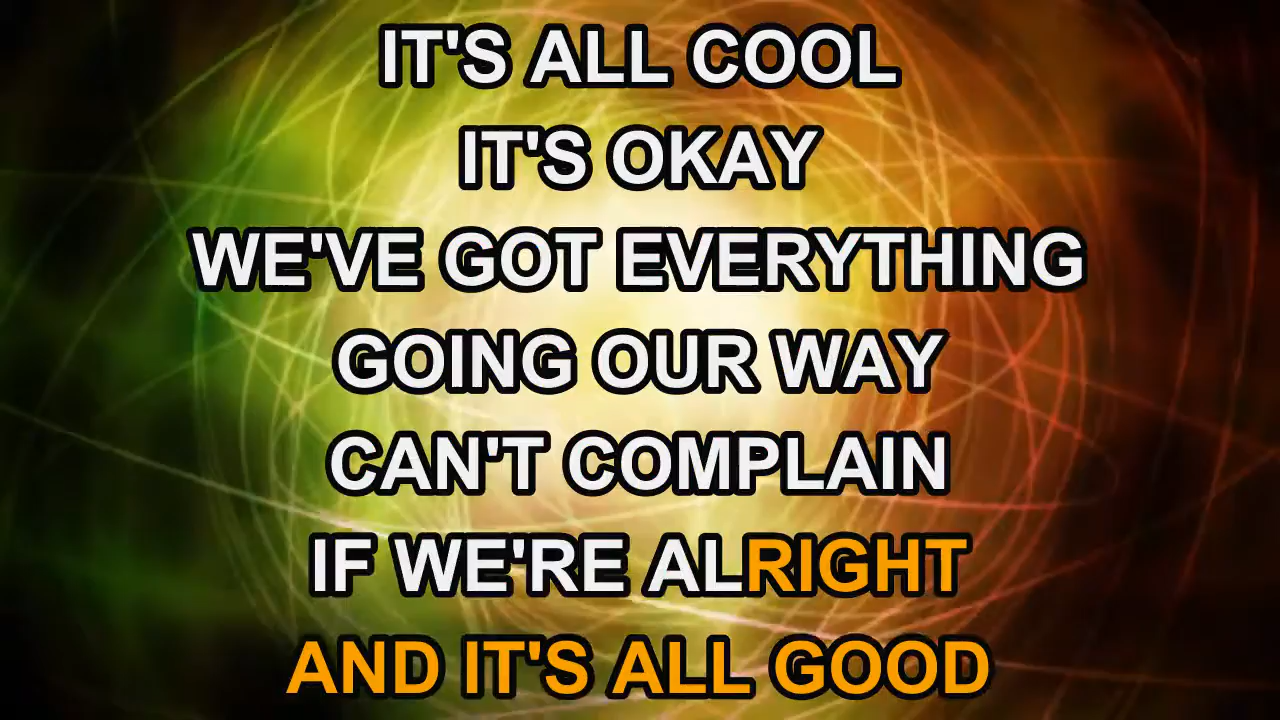 IT'S ALL COOL
IT'S OKAY
WE'VE GOT EVERYTHING
GOING OUR WAY
CAN'T COMPLAIN
IF WE'RE ALRIGHT
AND IT'S ALL GOOD